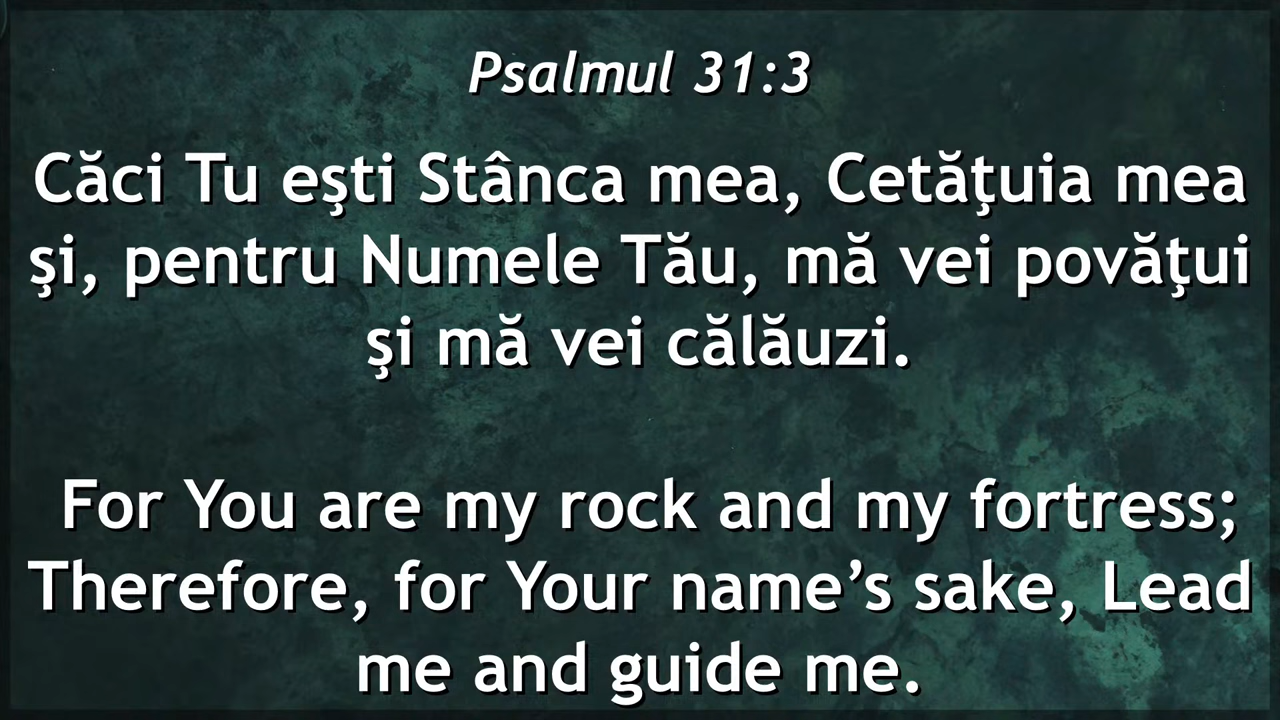 Psalmul 31:3
Căci Tu eşti Stânca mea, Cetăţuia mea
şi, pentru Numele Tău, mă vei povăţui
şi mă vei călăuzi.
For You are my rock and my fortress;
Therefore, for Your name’s sake, Lead
me and guide me.